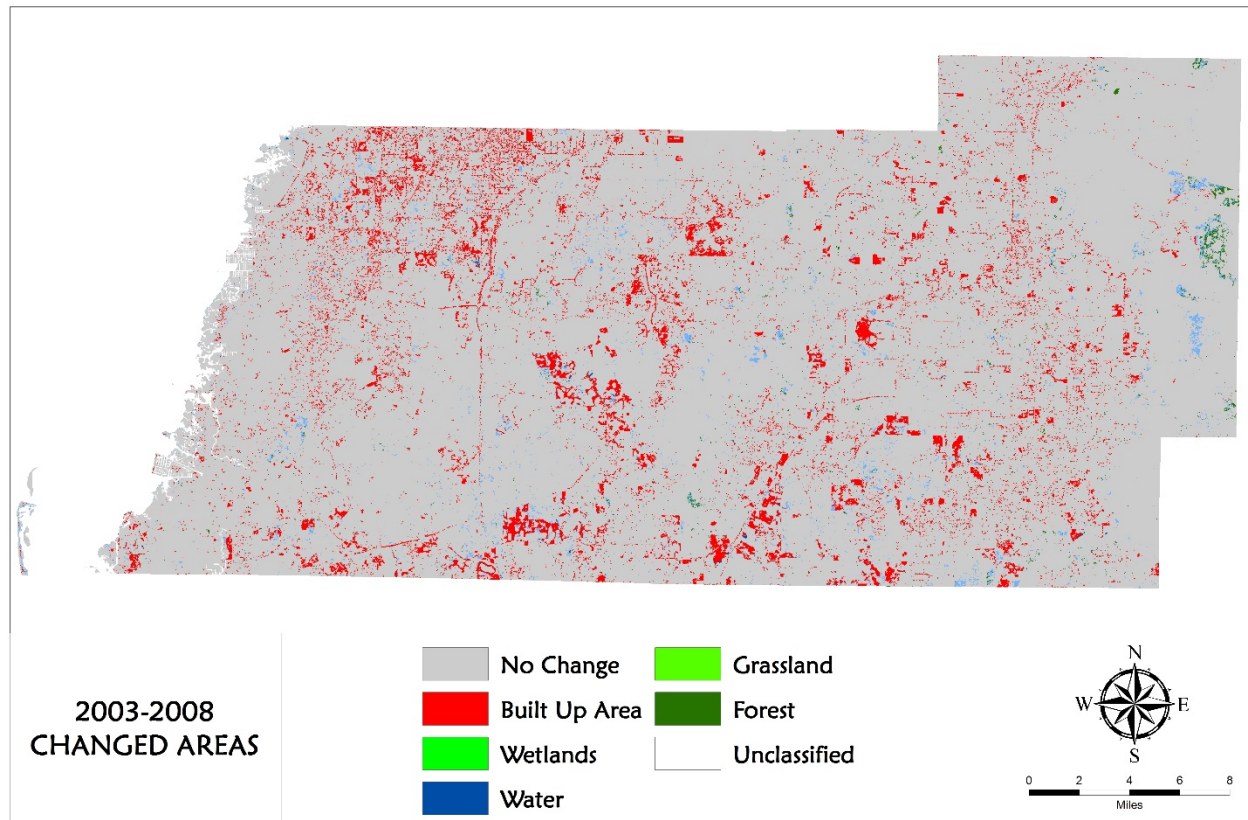 2003-2008
CHANGED AREAS
No Change
Built Up Area
Wetlands
Water
Grassland
Forest
Unclassified
N
W E
S
0 2 4 6 8
Miles